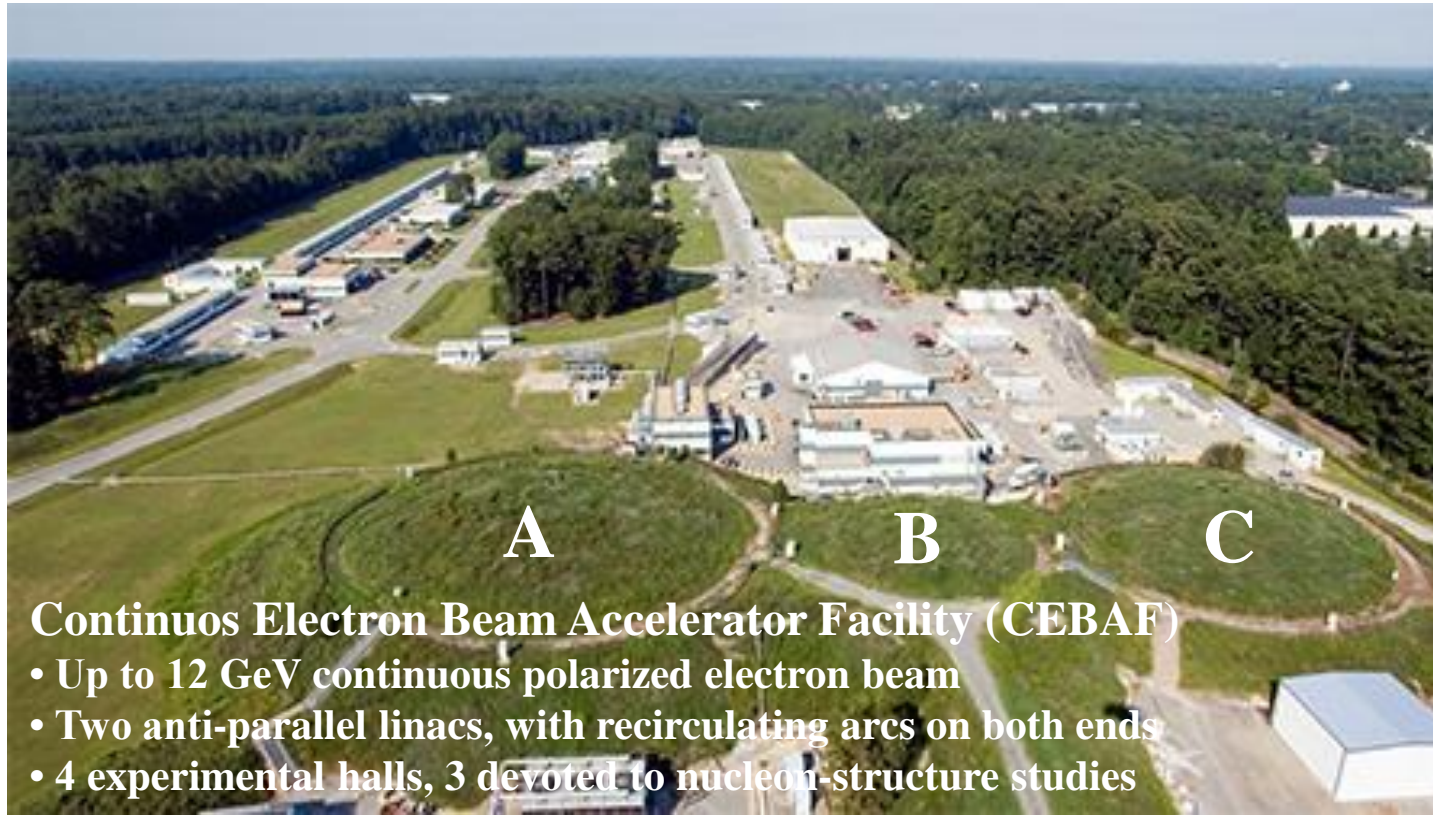 A B C
Continuos Electron Beam Accelerator Facility (CEBAF)
• Up to 12 GeV continuous polarized electron beam
• Two anti-parallel linacs, with recirculating arcs on both ends
• 4 experimental halls, 3 devoted to nucleon-structure studies